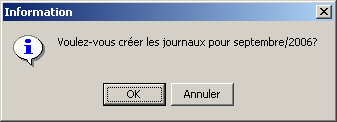 Information
Voulez-vous créer les journaux pour septembre/2006?
OK
Annuler